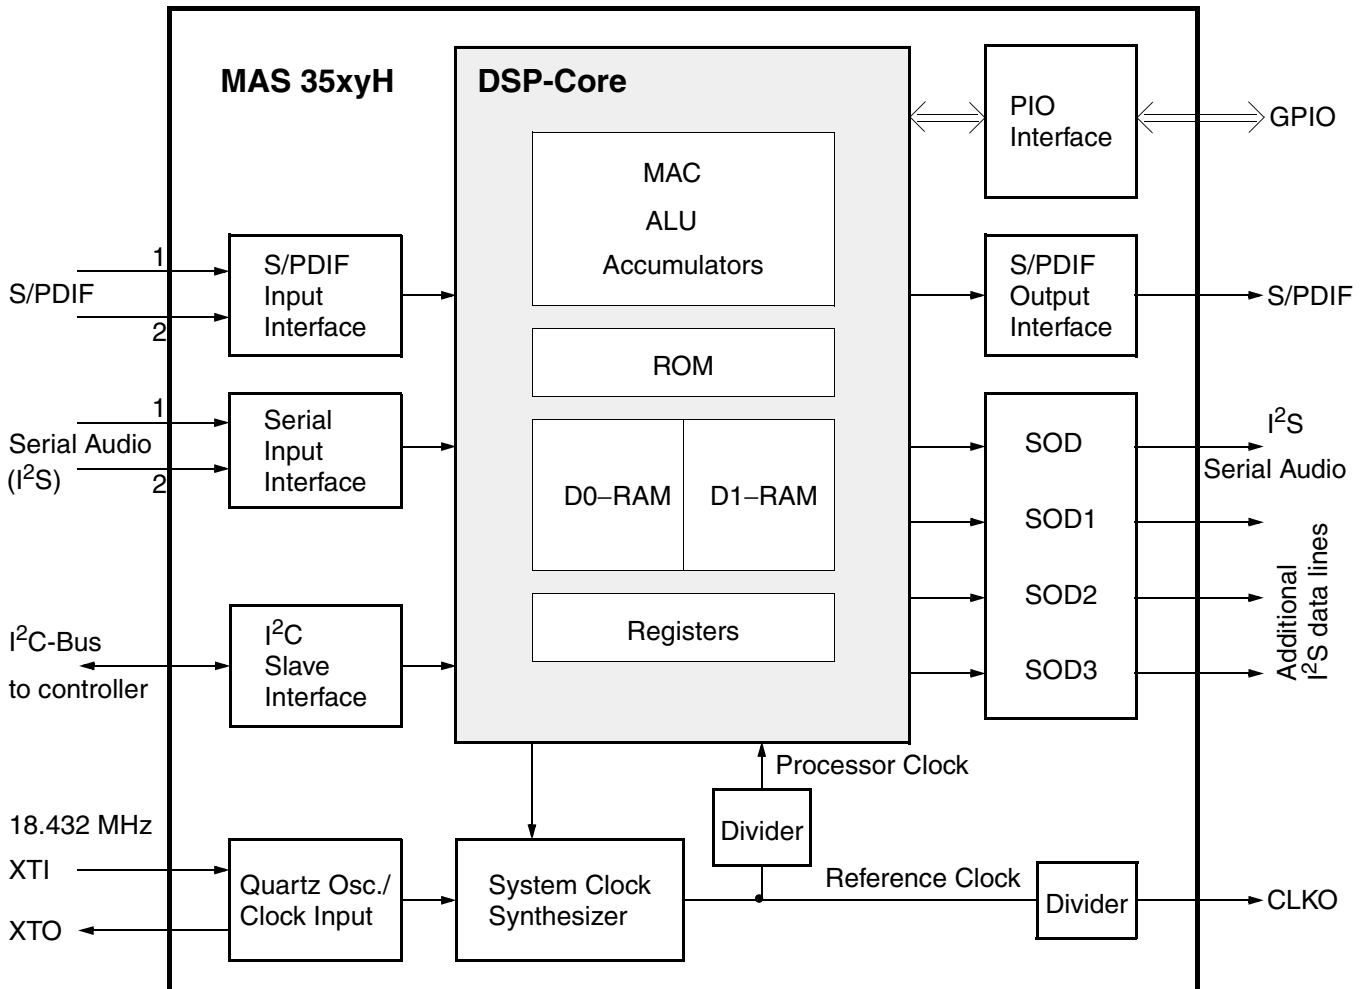 MAS 35xyH
DSP-Core
MAC
ALU
Accumulators
ROM
D0–RAM
D1–RAM
Registers
PIO
Interface
GPIO
S/PDIF
1
2
S/PDIF
Input
Interface
S/PDIF
Output
Interface
S/PDIF
Serial Audio
(I²S)
1
2
Serial
Input
Interface
SOD
SOD1
SOD2
SOD3
I²S
Serial Audio
Additional
I²S data lines
I²C-Bus
to controller
I²C
Slave
Interface
Processor Clock
Divider
18.432 MHz
XTI
XTO
Quartz Osc./
Clock Input
System Clock
Synthesizer
Reference Clock
Divider
CLKO